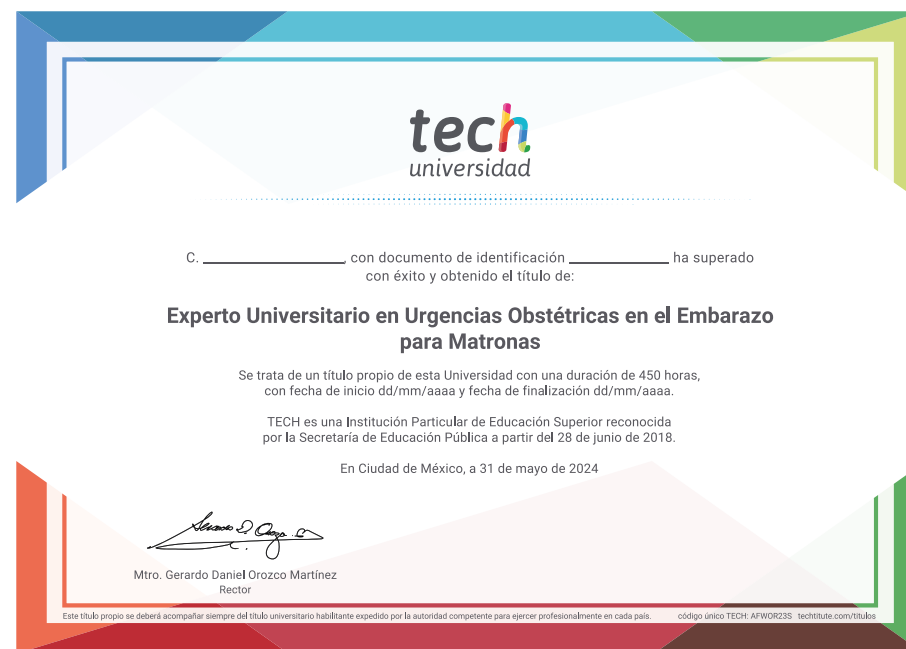 tech
universidad
C. ____________, con documento de identificación ____________ ha superado
con éxito y obtenido el título de:
Experto Universitario en Urgencias Obstétricas en el Embarazo
para Matronas
Se trata de un título propio de esta Universidad con una duración de 450 horas,
con fecha de inicio dd/mm/aaaa y fecha de finalización dd/mm/aaaa.
TECH es una Institución Particular de Educación Superior reconocida
por la Secretaría de Educación Pública a partir del 28 de junio de 2018.
En Ciudad de México, a 31 de mayo de 2024
Mtro. Gerardo Daniel Orozco Martínez
Rector
Este título propio se deberá acompañar siempre del título universitario habilitante expedido por la autoridad competente para ejercer profesionalmente en cada país. código único TECH: AFWOR23S techtitute.com/titulos